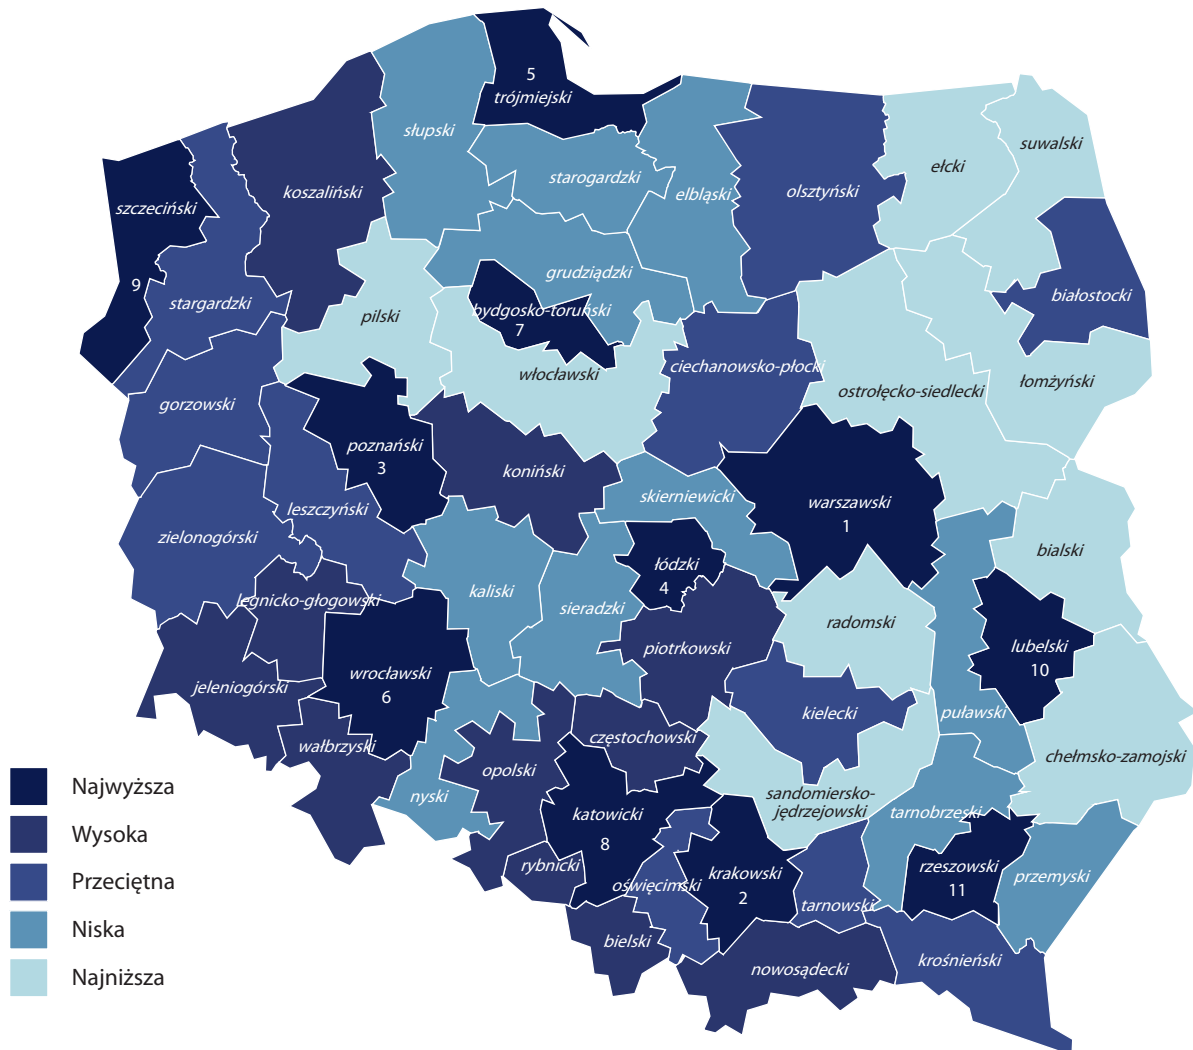 5
trójmiejski
słupski
suwalski
ełcki
starogardzki
koszaliński
olsztyński
elbląski
szczeciński
9
grudziądzki
stargardzki
białostocki
bydgosko-toruński
7
pilski
włocławski
ciechanowsko-płocki
łomżyński
ostrołęcko-siedlecki
gorzowski
poznański
3
koniński
skierniewicki
warszawski
1
leszczyński
zielonogórski
bialski
łódzki
4
kaliski
legnicko-głogowski
sieradzki
radomski
piotrkowski
lubelski
10
wrocławski
6
jeleniogórski
puławski
kielecki
wałbrzyski
częstochowski
chełmsko-zamojski
opolski
nyski
sandomiersko-
jędrzejowski
tarnobrzeski
katowicki
8
rybnicki
oświęcimski
krakowski
2
rzeszowski
11
przemyski
tarnowski
bielski
nowosądecki
krośnieński
Najwyższa
Wysoka
Przeciętna
Niska
Najniższa